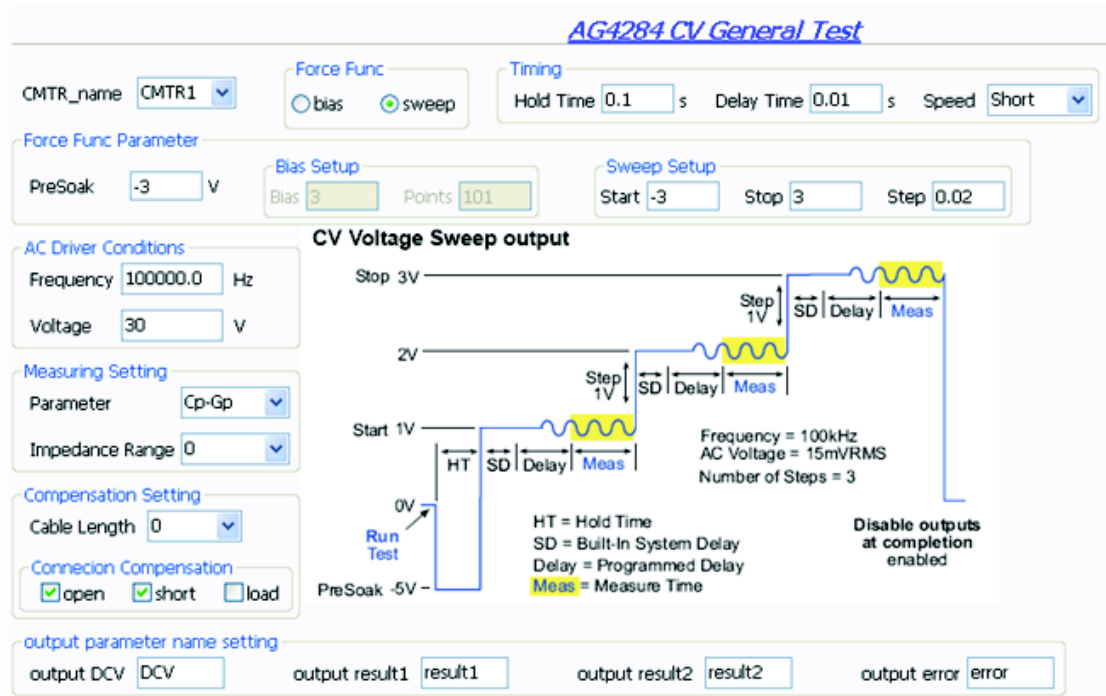 AG4284 CV General Test
CMTR_name CMTR1
Force Func
bias sweep
Timing
Hold Time 0.1 s Delay Time 0.01 s Speed Short
Force Func Parameter
PreSoak -3 V
Bias Setup
Bias 3 Points 101
Sweep Setup
Start -3 Stop 3 Step 0.02
AC Driver Conditions
Frequency 100000.0 Hz
Voltage 30 V
Measuring Setting
Parameter Cp-Gp
Impedance Range 0
Compensation Setting
Cable Length 0
Connecion Compensation
open short load
CV Voltage Sweep output
Stop 3V
Step
1V
SD Delay Meas
2V
Step
1V
SD Delay Meas
Start 1V
HT SD Delay Meas
Frequency = 100kHz
AC Voltage = 15mVRMS
Number of Steps = 3
0V
Run
Test
PreSoak -5V
HT = Hold Time
SD = Built-In System Delay
Delay = Programmed Delay
Meas = Measure Time
Disable outputs
at completion
enabled
output parameter name setting
output DCV DCV output result1 result1 output result2 result2 output error error